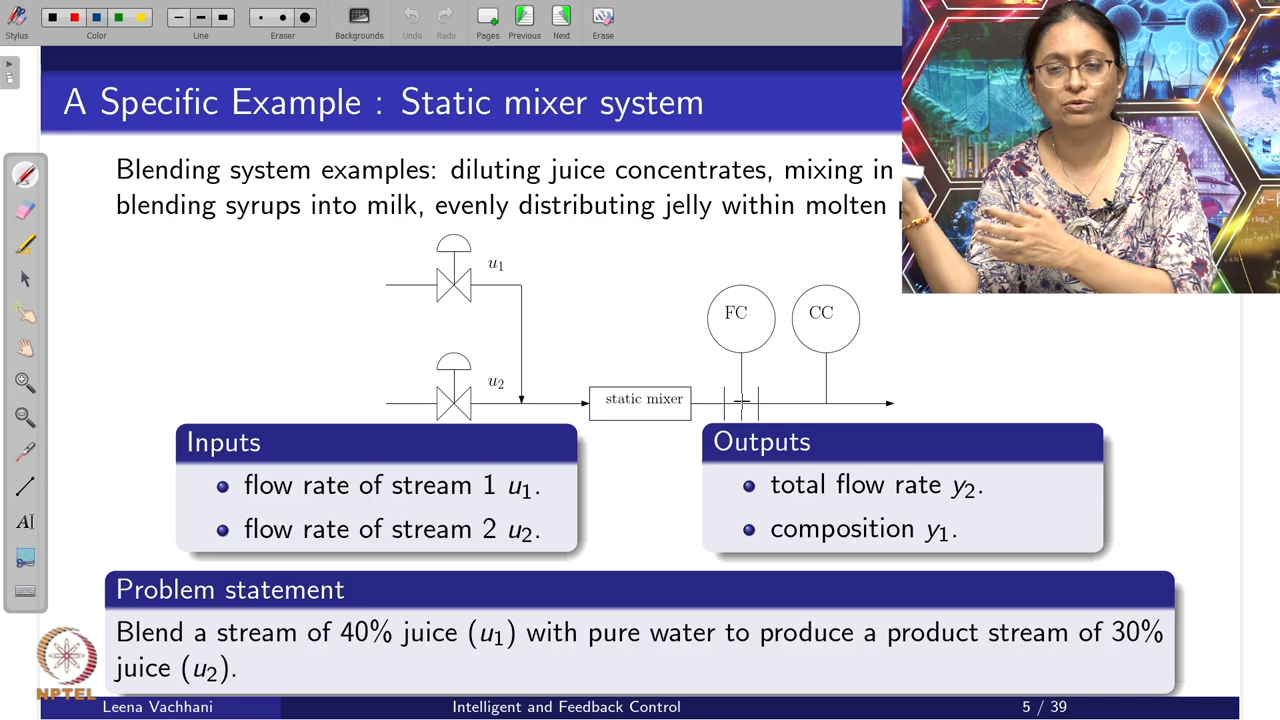 Stylus
Color
Line
Eraser
Backgrounds
Undo
Redo
Pages
Previous
Next
Erase
A Specific Example : Static mixer system
Blending system examples: diluting juice concentrates, mixing in
blending syrups into milk, evenly distributing jelly within molten
u1
FC
CC
u2
static mixer
Inputs
flow rate of stream 1 u1.
flow rate of stream 2 u2.
Outputs
total flow rate y2.
composition y1.
Problem statement
Blend a stream of 40% juice (u1) with pure water to produce a product stream of 30%
juice (u2).
NPTEL
Leena Vachhani
Intelligent and Feedback Control
5 / 39